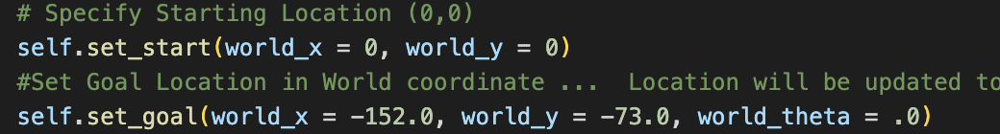 # Specify Starting Location (0,0)
self.set_start(world_x = 0, world_y = 0)
#Set Goal Location in World coordinate ...  Location will be updated to
self.set_goal(world_x = -152.0, world_y = -73.0, world_theta = .0)